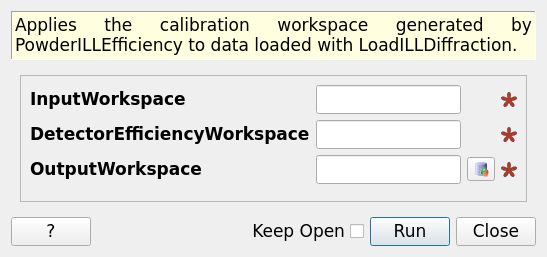 Applies the calibration workspace generated by
PowderILLEfficiency to data loaded with LoadILLDiffraction.
InputWorkspace
DetectorEfficiencyWorkspace
OutputWorkspace
? Keep Open Run Close